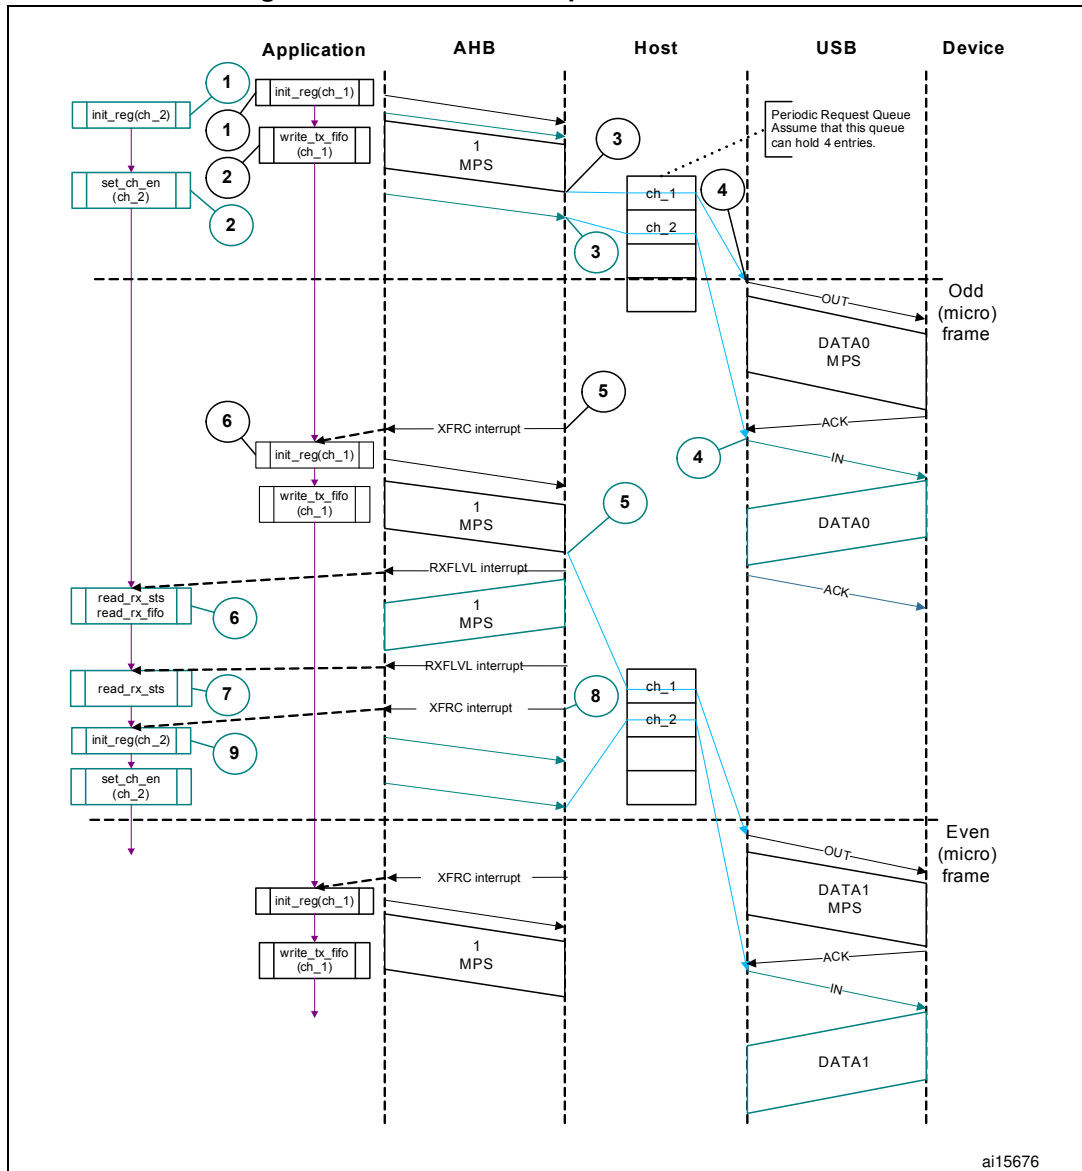 Application
AHB
Host
USB
Device
1
init_reg(ch_1)
init_reg(ch_2)
1
Periodic Request Queue
Assume that this queue
can hold 4 entries.
write_tx_fifo
(ch_1)
1
MPS
3
2
set_ch_en
(ch_2)
4
ch_1
2
ch_2
3
Odd
(micro)
frame
OUT
DATA0
MPS
5
6
ACK
XFRC interrupt
init_reg(ch_1)
4
IN
write_tx_fifo
(ch_1)
1
MPS
5
DATA0
RXFLVL interrupt
ACK
read_rx_sts
read_rx_fifo
6
1
MPS
RXFLVL interrupt
read_rx_sts
7
ch_1
8
XFRC interrupt
ch_2
init_reg(ch_2)
9
set_ch_en
(ch_2)
Even
(micro)
frame
OUT
XFRC interrupt
init_reg(ch_1)
DATA1
MPS
write_tx_fifo
(ch_1)
1
MPS
ACK
IN
DATA1
ai15676